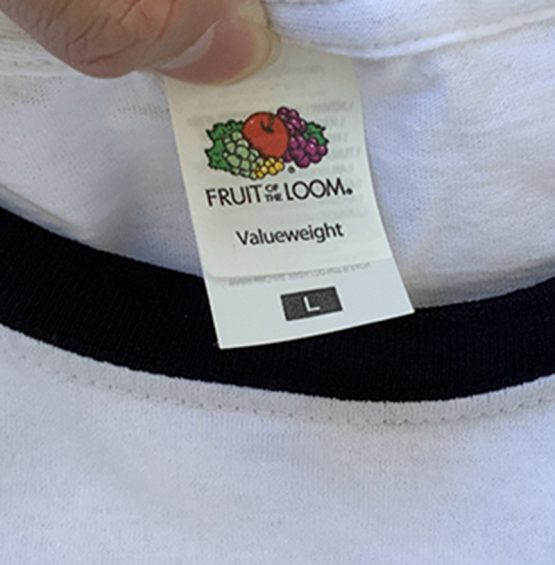 FRUIT OF THE LOOM®
Valueweight
L